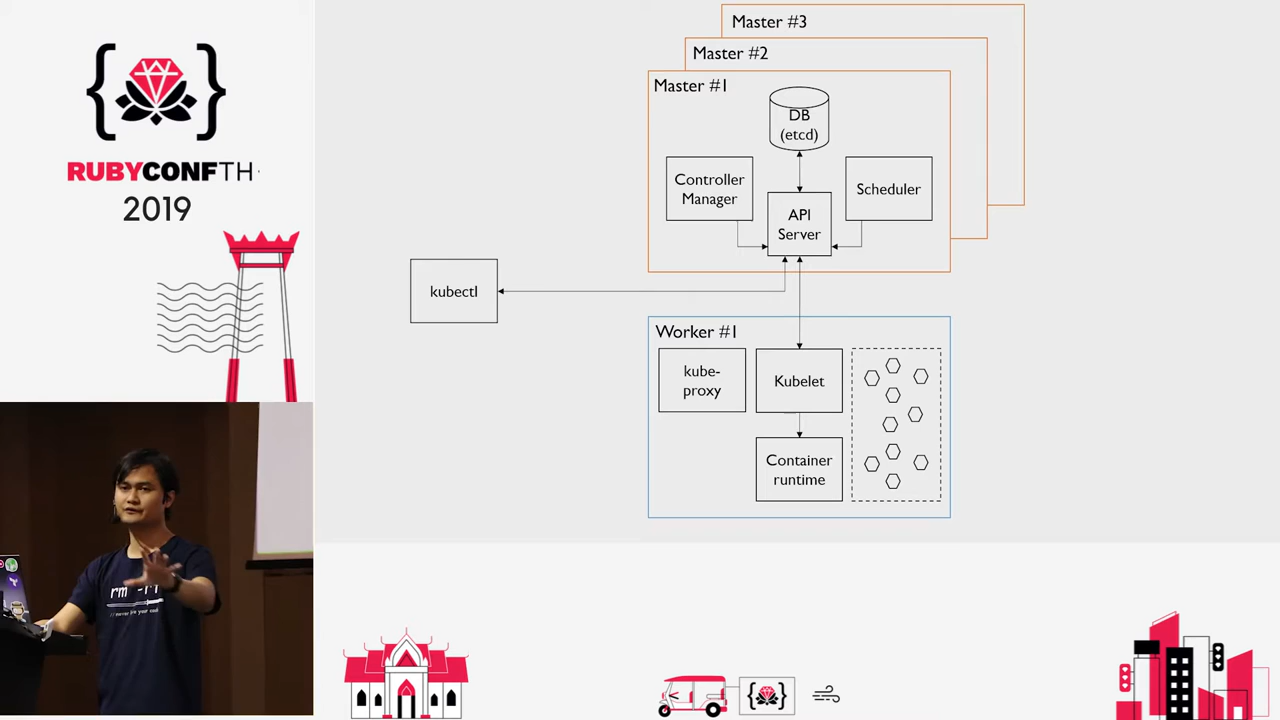 RUBYCONFTH
2019
Master #3
Master #2
Master #1
DB
(etcd)
Controller
Manager
API
Server
Scheduler
kubectl
Worker #1
kube-
proxy
Kubelet
Container
runtime
rm -rf